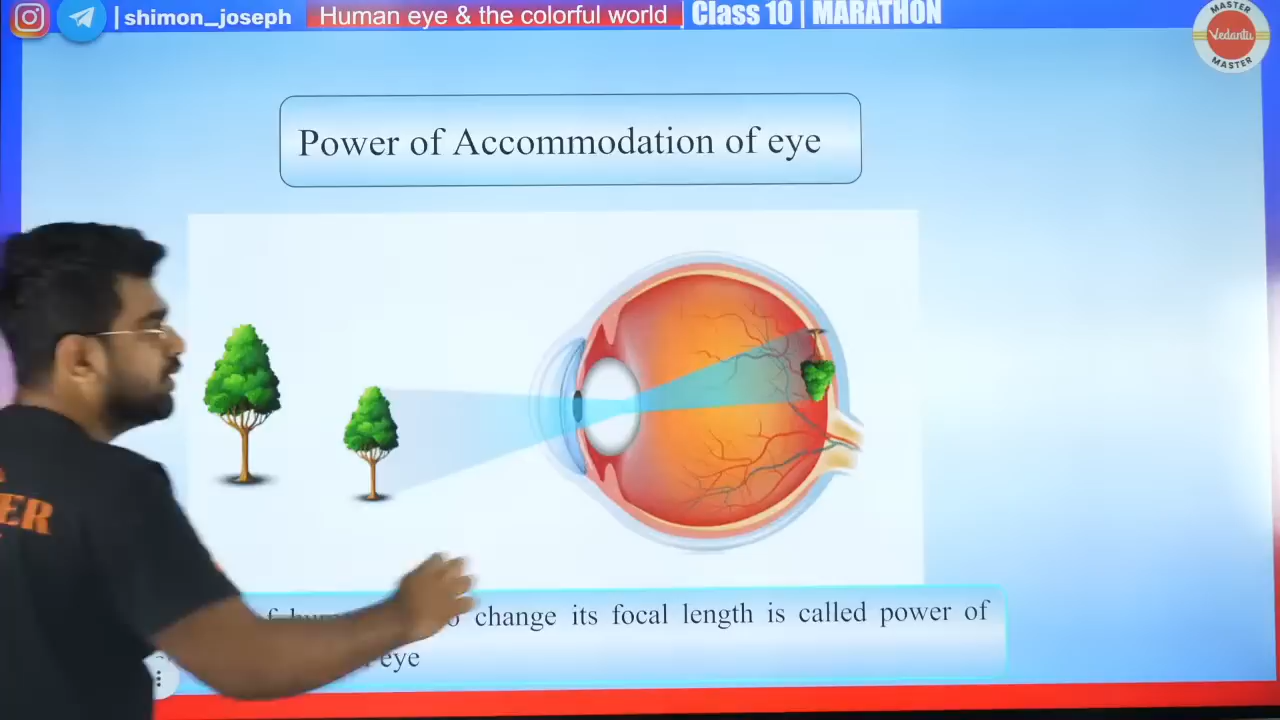 | shimon_joseph Human eye & the colorful world | Class 10 | MARATHON
MASTER
Vedantu
MASTER
Power of Accommodation of eye
ER
change its focal length is called power of
eye